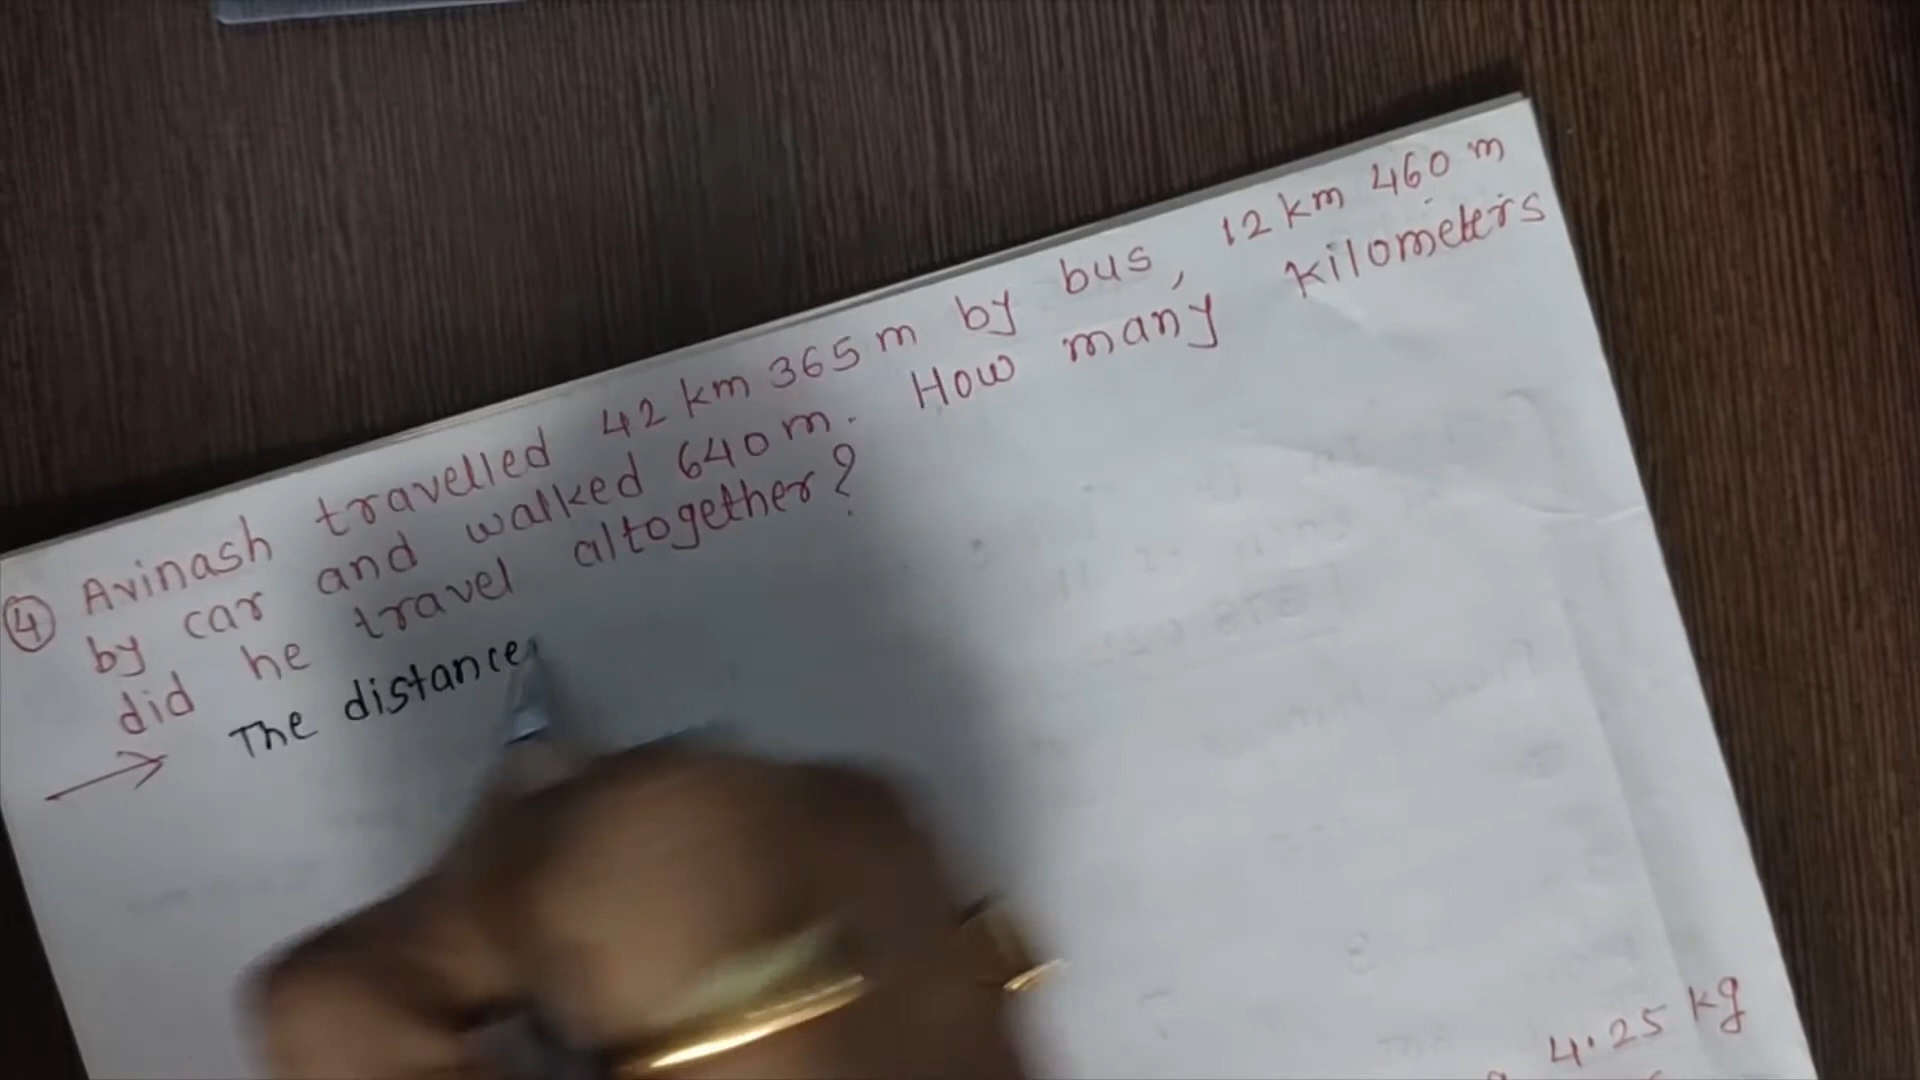 ④ Avinash travelled 42 km 365 m by bus, 12 km 460 m
by car and walked 640 m. How many kilometers
did he travel altogether?
→ The distance
4.25 kg